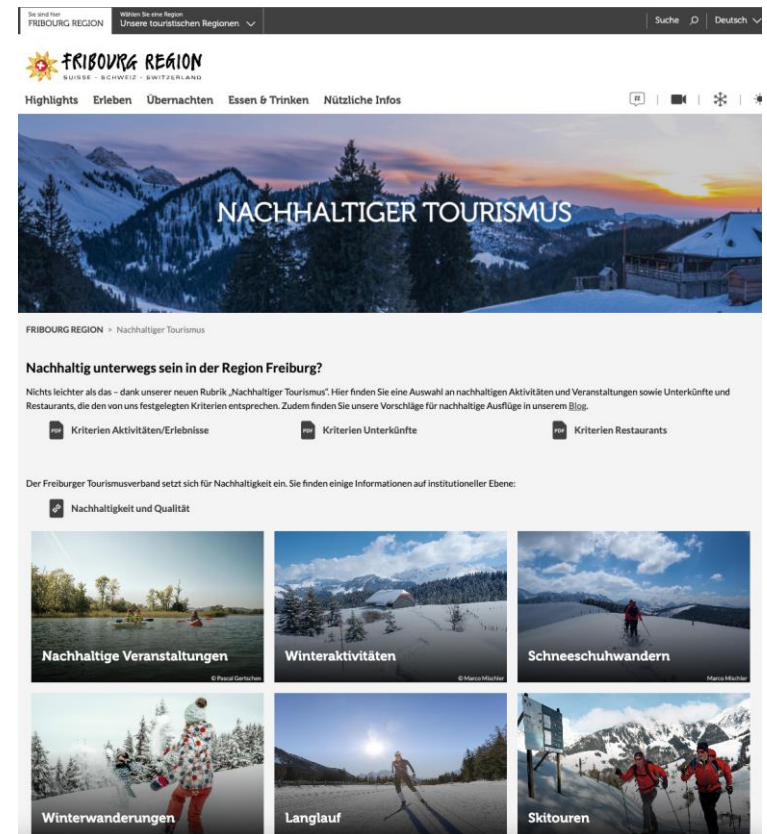 Sie sind hier
FRIBOURG REGION
Wählen Sie eine Region
Unsere touristischen Regionen
Suche
Deutsch
FRIBOURG REGION
SUISSE - SCHWEIZ - SWITZERLAND
Highlights Erleben Übernachten Essen & Trinken Nützliche Infos
NACHHALTIGER TOURISMUS
FRIBOURG REGION > Nachhaltiger Tourismus
Nachhaltig unterwegs sein in der Region Freiburg?
Nichts leichter als das – dank unserer neuen Rubrik „Nachhaltiger Tourismus“. Hier finden Sie eine Auswahl an nachhaltigen Aktivitäten und Veranstaltungen sowie Unterkünfte und
Restaurants, die den von uns festgelegten Kriterien entsprechen. Zudem finden Sie unsere Vorschläge für nachhaltige Ausflüge in unserem Blog.
PDF Kriterien Aktivitäten/Erlebnisse
PDF Kriterien Unterkünfte
PDF Kriterien Restaurants
Der Freiburger Tourismusverband setzt sich für Nachhaltigkeit ein. Sie finden einige Informationen auf institutioneller Ebene:
Nachhaltigkeit und Qualität
Nachhaltige Veranstaltungen
© Pascal Gertschen
Winteraktivitäten
© Marco Mischler
Schneeschuhwandern
Marco Mischler
Winterwanderungen
Langlauf
Skitouren